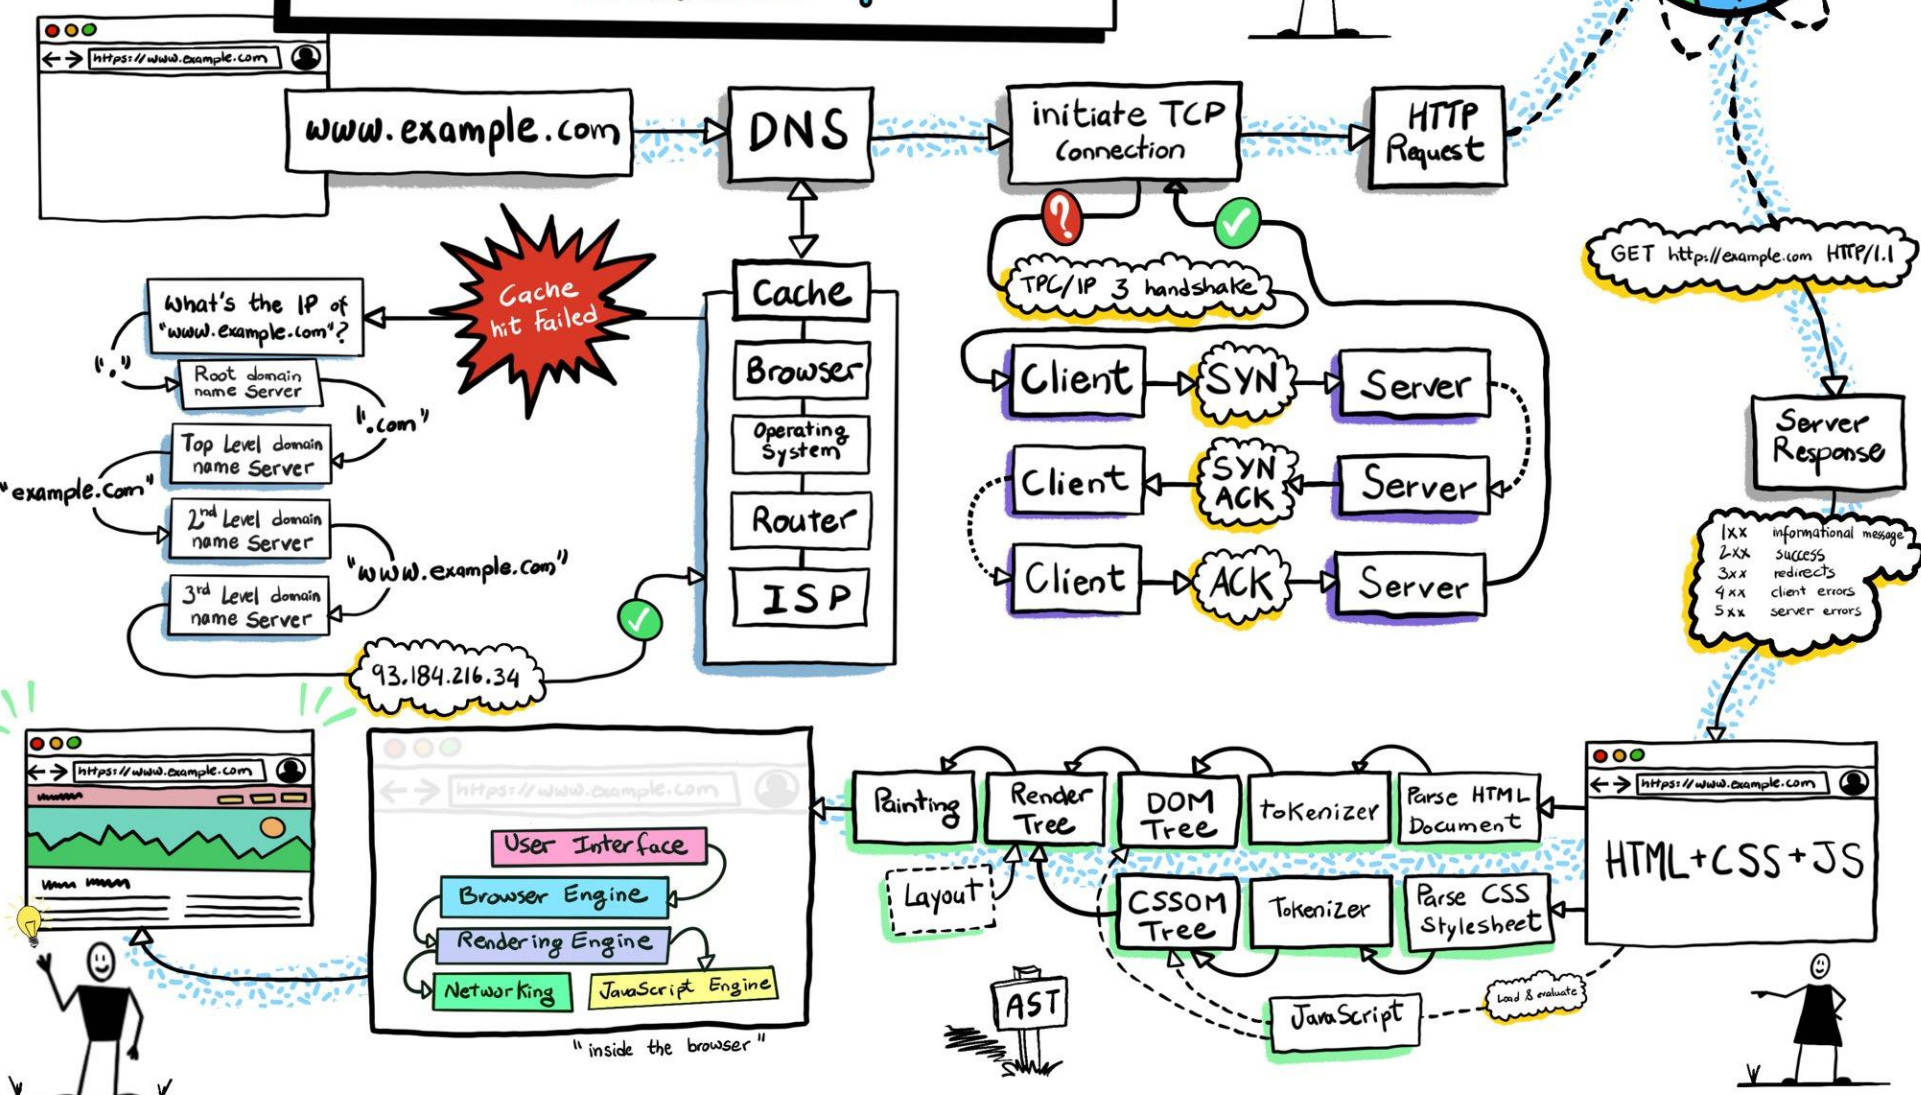 https://www.example.com
www.example.com
DNS
initiate TCP
Connection
HTTP
Request
Cache
hit Failed
What's the IP of
"www.example.com"?
"."
Root domain
name Server
".com"
Top Level domain
name Server
"example.com"
2nd Level domain
name Server
"www.example.com"
3rd Level domain
name Server
93.184.216.34
Cache
Browser
Operating
System
Router
ISP
?
TPC/IP 3 handshake
Client
SYN
Server
Client
SYN
ACK
Server
Client
ACK
Server
GET http://example.com HTTP/1.1
Server
Response
1xx informational message
2xx success
3xx redirects
4xx client errors
5xx server errors
https://www.example.com
HTML+CSS+JS
Parse HTML
Document
toKenizer
DOM
Tree
Render
Tree
Painting
Layout
Parse CSS
Stylesheet
Tokenizer
CSSOM
Tree
Load & evaluate
JavaScript
AST
https://www.example.com
User Interface
Browser Engine
Rendering Engine
Networking
JavaScript Engine
"inside the browser"
https://www.example.com